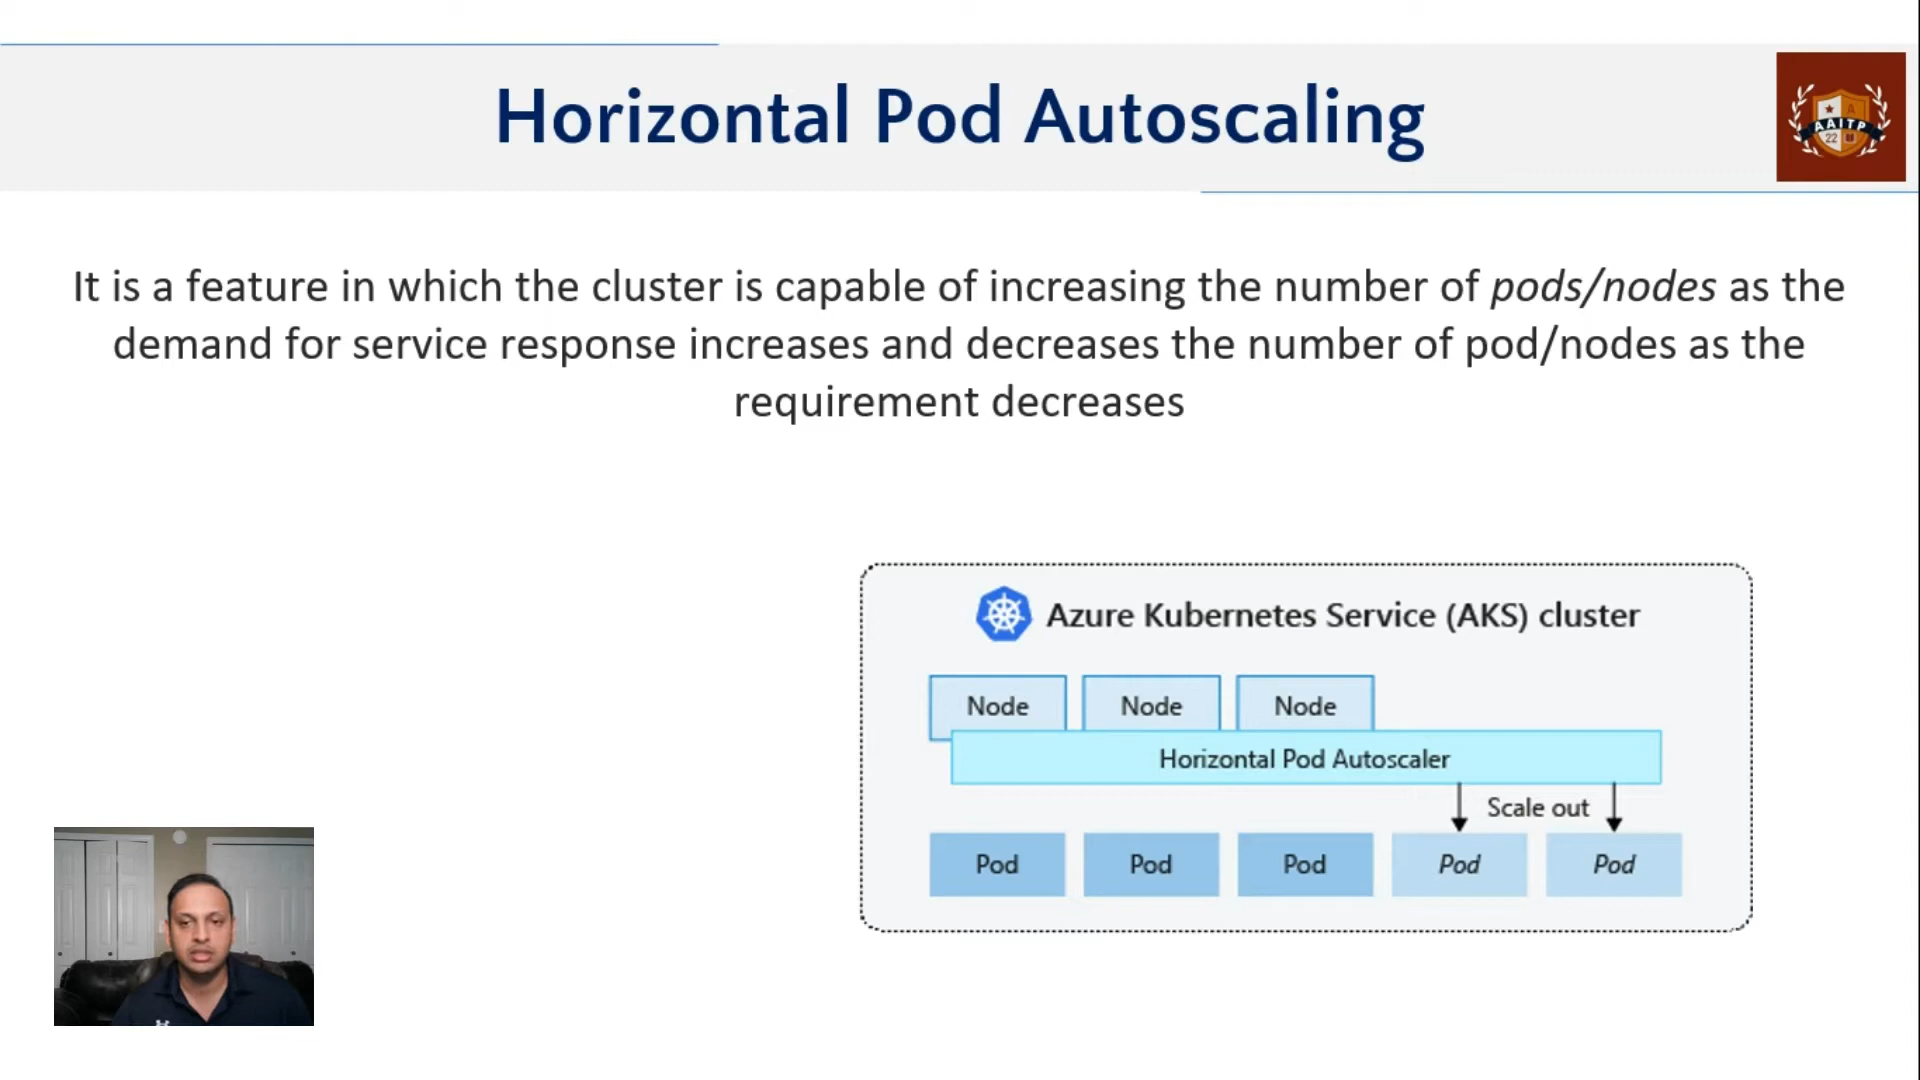 Horizontal Pod Autoscaling
AAITP
22
It is a feature in which the cluster is capable of increasing the number of pods/nodes as the
demand for service response increases and decreases the number of pod/nodes as the
requirement decreases
Azure Kubernetes Service (AKS) cluster
Node Node Node
Horizontal Pod Autoscaler
Scale out
Pod Pod Pod Pod Pod